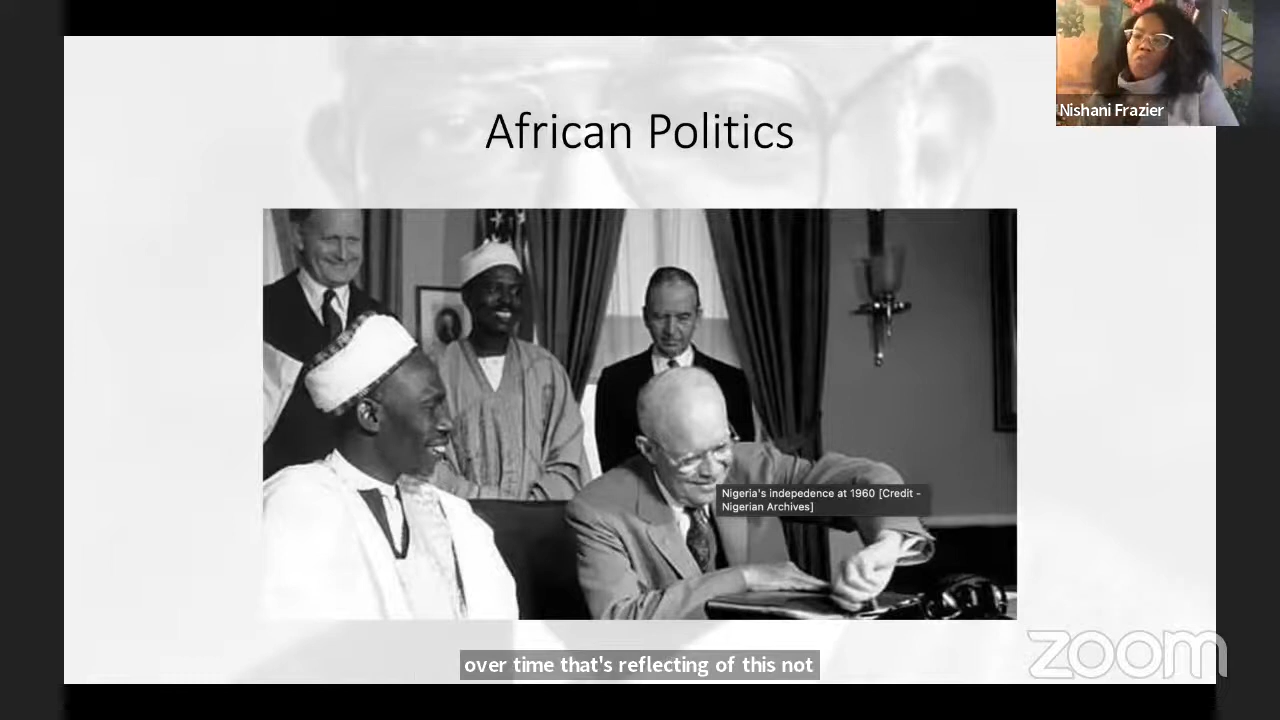 African Politics
Nishani Frazier
Nigeria's indepedence at 1960 [Credit -
Nigerian Archives]
over time that's reflecting of this not
zoom